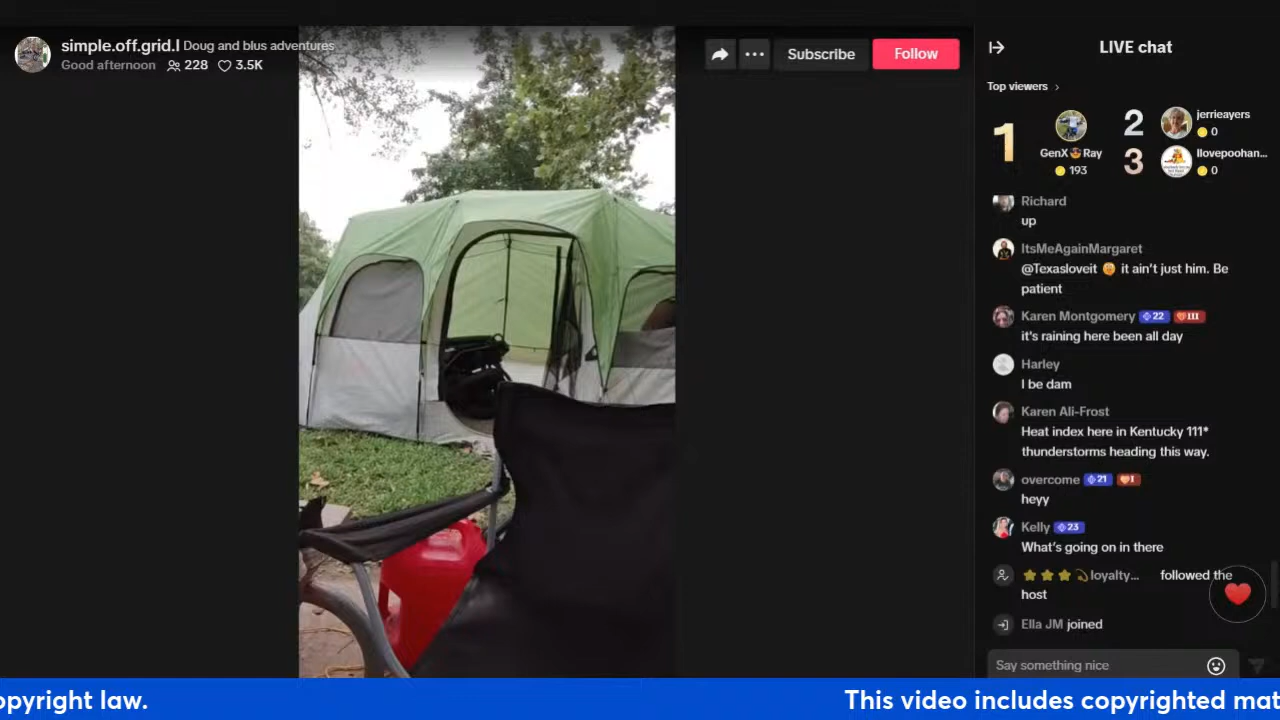 simple.off.grid.l Doug and blus adventures
Good afternoon 228 3.5K
Subscribe
Follow
LIVE chat
Top viewers
1
GenX Ray
193
2
jerrieayers
0
3
Ilovepoohan...
0
Richard
up
ItsMeAgainMargaret
@Texasloveit it ain't just him. Be
patient
Karen Montgomery 22 111
it's raining here been all day
Harley
I be dam
Karen Ali-Frost
Heat index here in Kentucky 111*
thunderstorms heading this way.
overcome 21 1
heyy
Kelly 23
What's going on in there
loyalty... followed the
host
Ella JM joined
Say something nice
opyright law. This video includes copyrighted mat